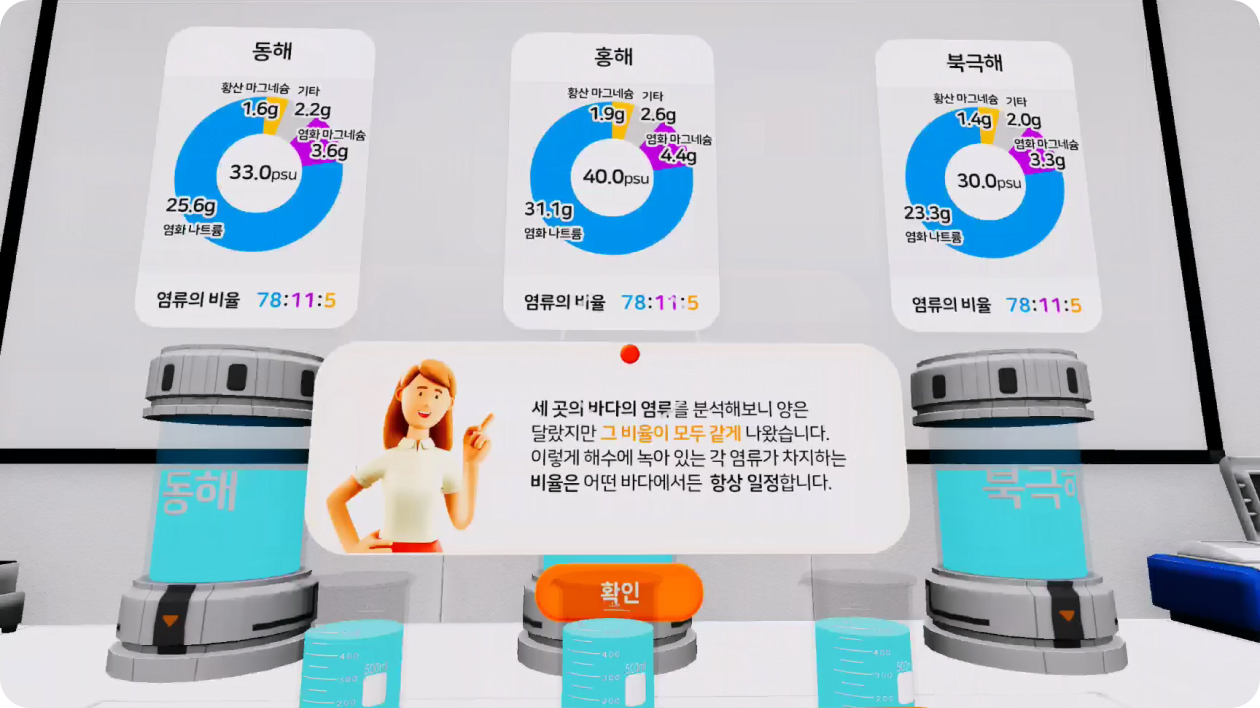 동해
황산 마그네슘 기타
1.6g 2.2g
염화 마그네슘
3.6g
33.0psu
25.6g
염화 나트륨
염류의 비율 78:11:5
홍해
황산 마그네슘 기타
1.9g 2.6g
염화 마그네슘
4.4g
40.0psu
31.1g
염화 나트륨
염류의 비율 78:11:5
북극해
황산 마그네슘 기타
1.4g 2.0g
염화 마그네슘
3.3g
30.0psu
23.3g
염화 나트륨
염류의 비율 78:11:5
세 곳의 바다의 염류를 분석해보니 양은
달랐지만 그 비율이 모두 같게 나왔습니다.
이렇게 해수에 녹아 있는 각 염류가 차지하는
비율은 어떤 바다에서든 항상 일정합니다.
동해
북극해
확인
400
500ml
300
200
400
500ml
300
200
400
300
200